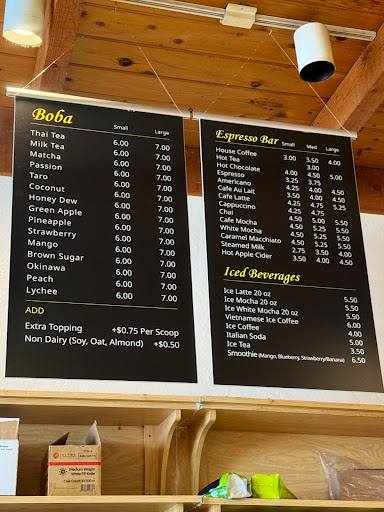 Boba
Small Large
Thai Tea 6.00 7.00
Milk Tea 6.00 7.00
Matcha 6.00 7.00
Passion 6.00 7.00
Taro 6.00 7.00
Coconut 6.00 7.00
Honey Dew 6.00 7.00
Green Apple 6.00 7.00
Pineapple 6.00 7.00
Strawberry 6.00 7.00
Mango 6.00 7.00
Brown Sugar 6.00 7.00
Okinawa 6.00 7.00
Peach 6.00 7.00
Lychee 6.00 7.00
ADD
Extra Topping +$0.75 Per Scoop
Non Dairy (Soy, Oat, Almond) +$0.50
Espresso Bar Small Med Large
House Coffee 3.00 3.50 4.00
Hot Tea
Hot Chocolate 4.00 4.50 5.00
Espresso 3.25 3.75
Americano
Cafe Au Lait 4.25 4.00 4.50
Cafe Latte 3.50 4.00 4.50
Cappuccino 4.25 4.75 5.25
Chai 4.25 4.75
Cafe Mocha 4.50 5.00 5.50
White Mocha 4.50 5.25 5.50
Caramel Macchiato 4.50 5.25 5.50
Steamed Milk 2.75 3.50 4.00
Hot Apple Cider 3.50 4.00 4.50
Iced Beverages
Ice Latte 20 oz 5.50
Ice Mocha 20 oz 5.50
Ice White Mocha 20 oz 5.50
Vietnamese Ice Coffee 5.50
Ice Coffee 6.00
Italian Soda 4.00
Ice Tea 5.00
3.50
Smoothie (Mango, Blueberry, Strawberry/Banana) 6.50
Medium Weight
White PP Knife